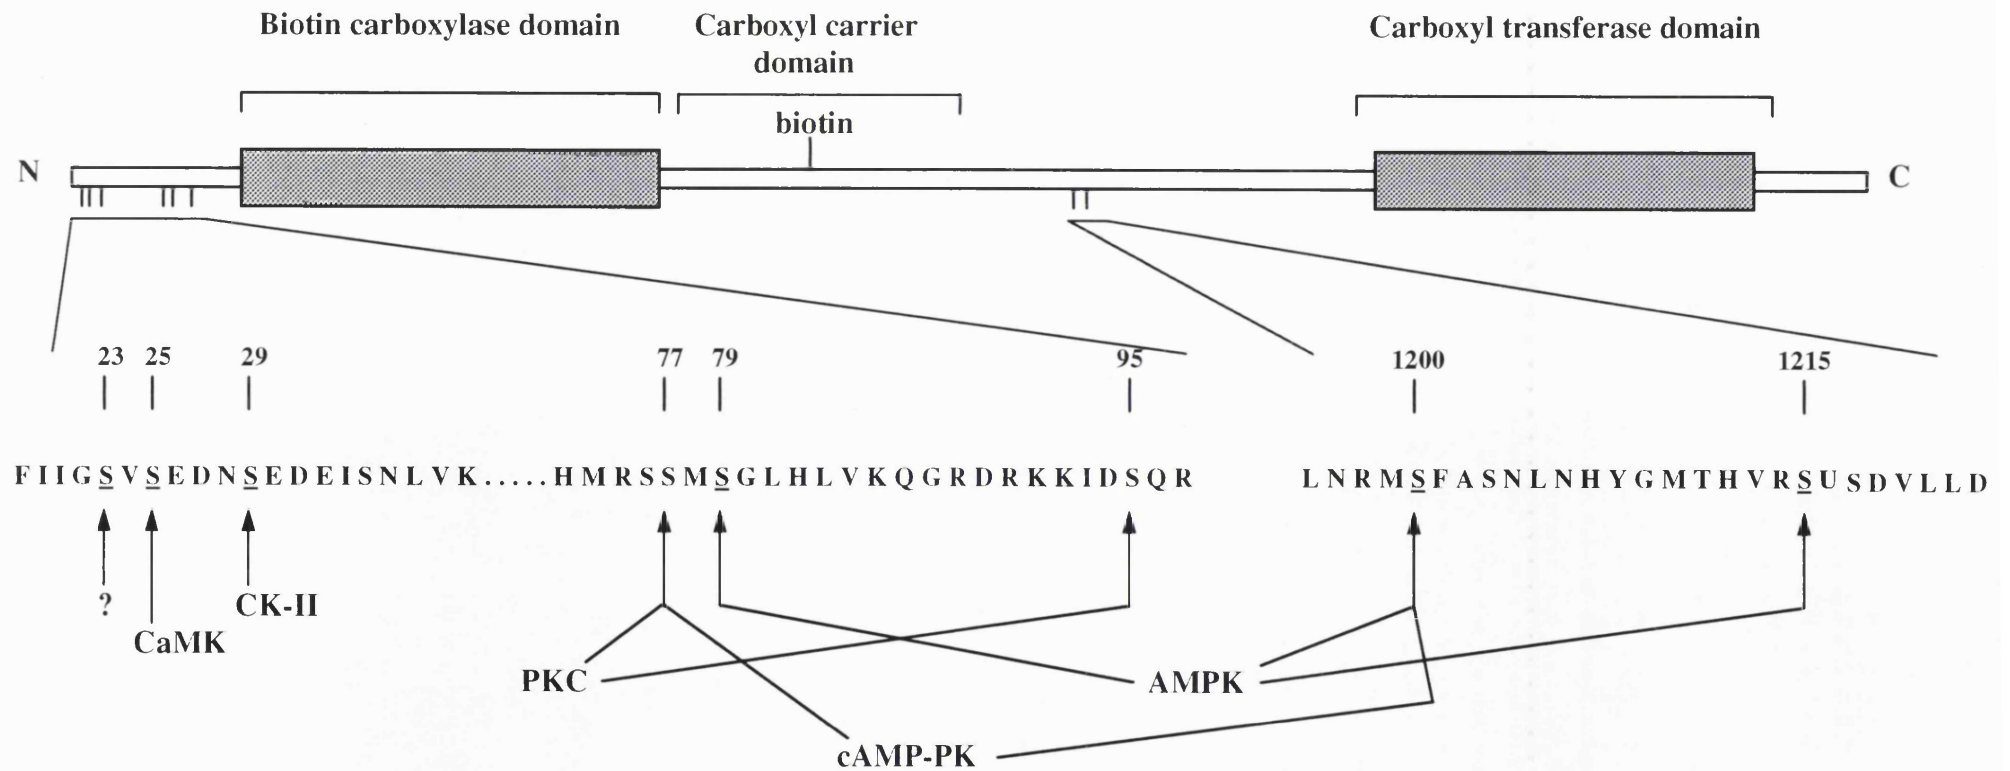 Biotin carboxylase domain
Carboxyl carrier
domain
Carboxyl transferase domain
biotin
N
C
23 25 29 77 79 95 1200 1215
F I I G S V S E D N S E D E I S N L V K . . . . . H M R S S M S G L H L V K Q G R D R K K I D S Q R
L N R M S F A S N L N H Y G M T H V R S U S D V L L D
?
CK-II
CaMK
PKC
AMPK
cAMP-PK